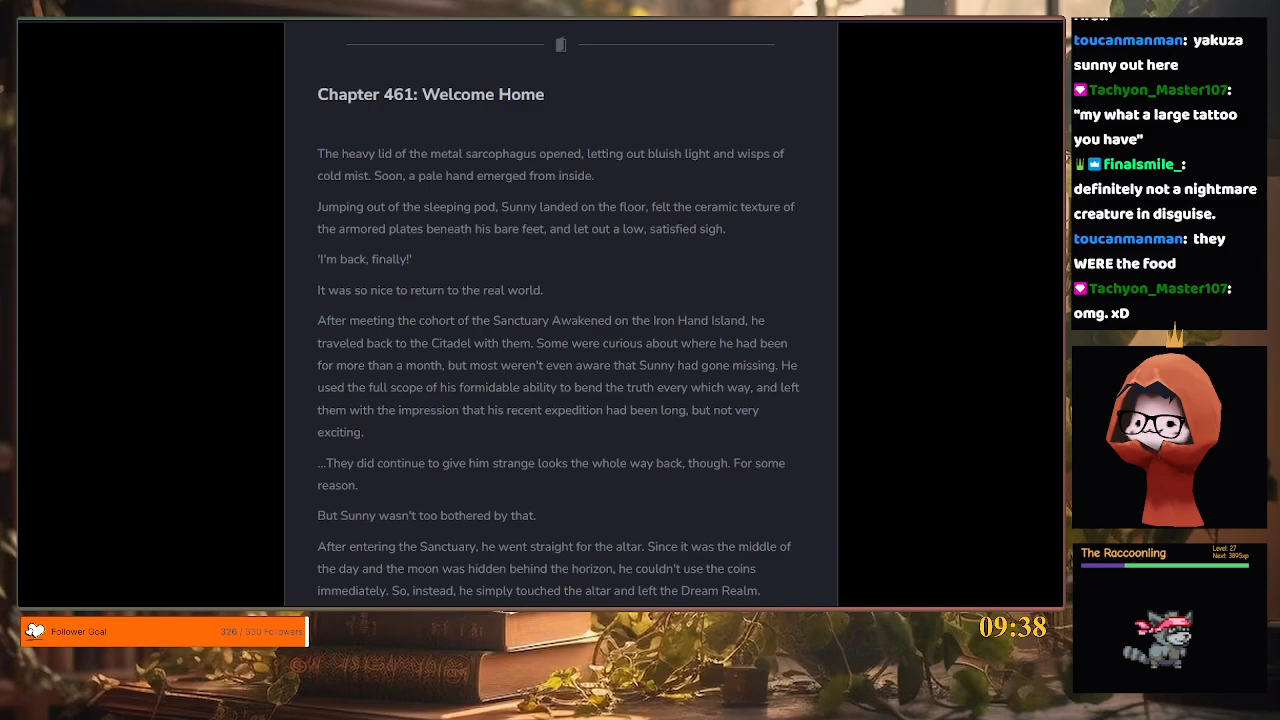 Chapter 461: Welcome Home
The heavy lid of the metal sarcophagus opened, letting out bluish light and wisps of
cold mist. Soon, a pale hand emerged from inside.
Jumping out of the sleeping pod, Sunny landed on the floor, felt the ceramic texture of
the armored plates beneath his bare feet, and let out a low, satisfied sigh.
'I'm back, finally!'
It was so nice to return to the real world.
After meeting the cohort of the Sanctuary Awakened on the Iron Hand Island, he
traveled back to the Citadel with them. Some were curious about where he had been
for more than a month, but most weren't even aware that Sunny had gone missing. He
used the full scope of his formidable ability to bend the truth every which way, and left
them with the impression that his recent expedition had been long, but not very
exciting.
...They did continue to give him strange looks the whole way back, though. For some
reason.
But Sunny wasn't too bothered by that.
After entering the Sanctuary, he went straight for the altar. Since it was the middle of
the day and the moon was hidden behind the horizon, he couldn't use the coins
immediately. So, instead, he simply touched the altar and left the Dream Realm.
toucanmanman: yakuza
sunny out here
Tachyon_Master107:
"my what a large tattoo
you have"
finalsmile_:
definitely not a nightmare
creature in disguise.
toucanmanman: they
WERE the food
Tachyon_Master107:
omg. xD
The Raccoonling
Level: 27
Next: 3895xp
Follower Goal
326 / 330 Followers
09:38